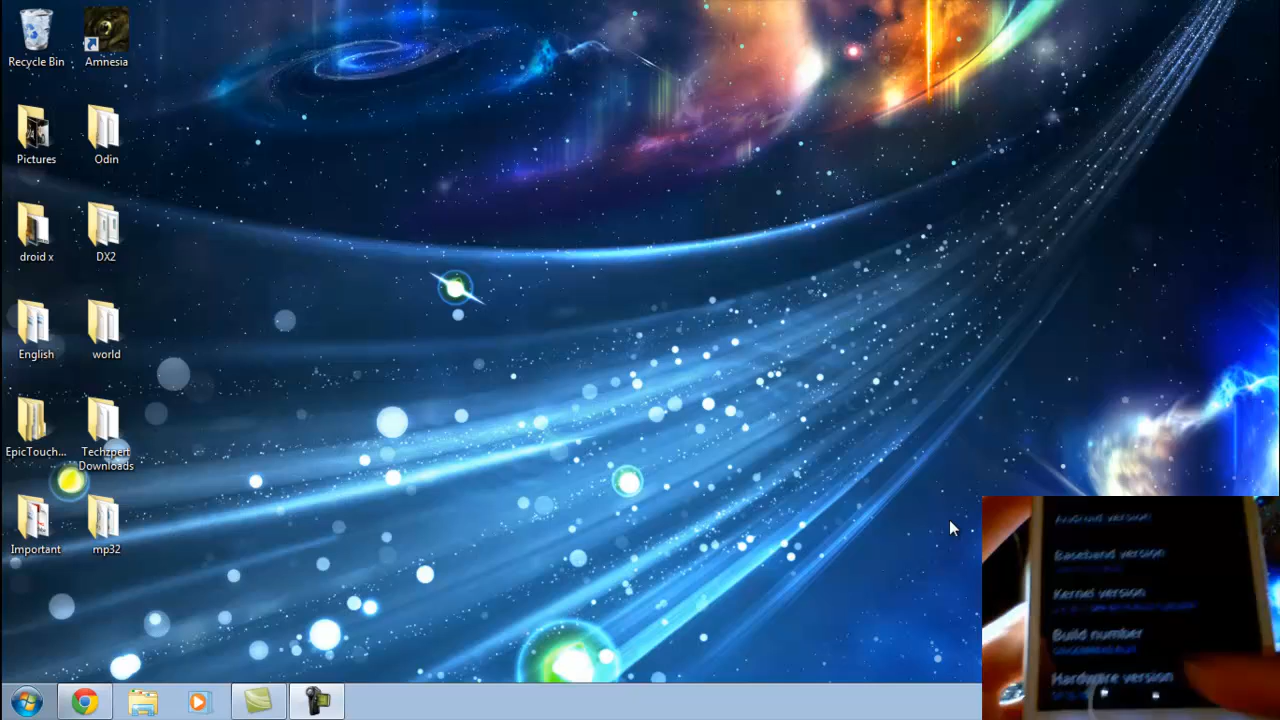 Recycle Bin
Amnesia
Pictures
Odin
droid x
DX2
English
world
EpicTouch...
Techzpert
Downloads
Important
mp32
Android version
Baseband version
Kernel version
Build number
Hardware version